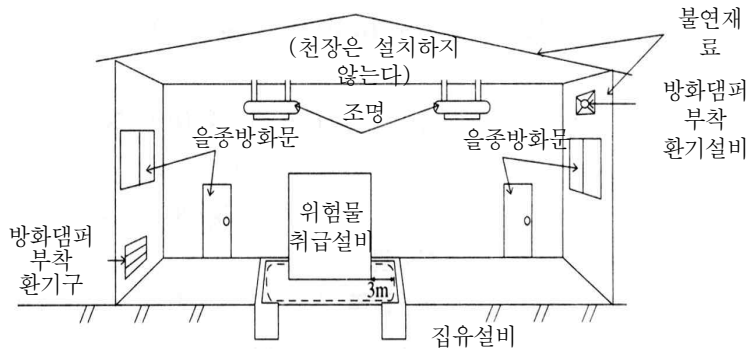 불연재
료
(천장은 설치하지
않는다)
방화댐퍼
부착
환기설비
조명
을종방화문
을종방화문
위험물
취급설비
방화댐퍼
부착
환기구
3m
집유설비